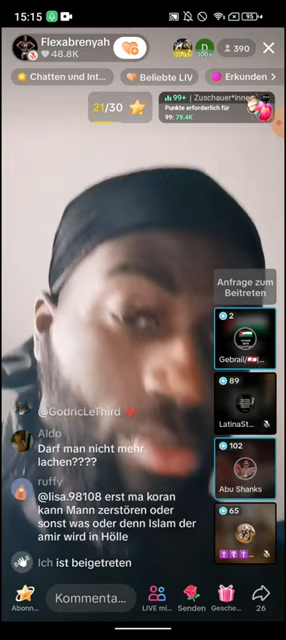 15:15
95
Flexabrenyah
48.8K
390
Chatten und Int...
Beliebte LIV
Erkunden
21/30
99+ | Zuschauer*innen
Punkte erforderlich für
99: 79.4K
Anfrage zum
Beitreten
2
Gebrail/
89
LatinaSt...
102
Abu Shanks
65
@GodricLeThird
Aldo
Darf man nicht mehr
lachen????
ruffy
@lisa.98108 erst ma koran
kann Mann zerstören oder
sonst was oder denn Islam der
amir wird in Hölle
Ich ist beigetreten
Abonn...
Kommenta...
LIVE mi...
Senden
Gesche...
26